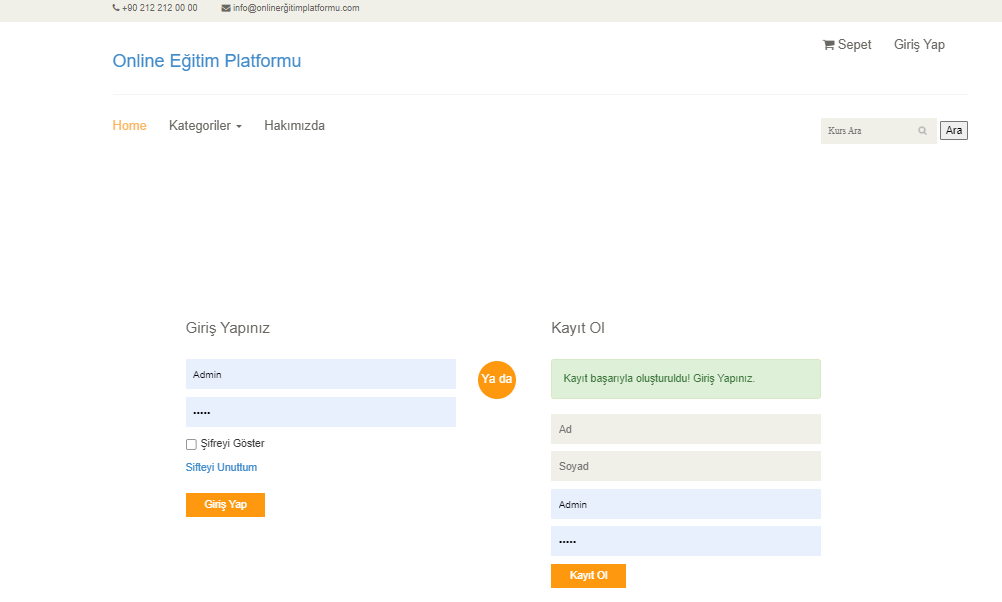 +90 212 212 00 00 info@onlinerğitimplatformu.com
Sepet Giriş Yap
Online Eğitim Platformu
Home Kategoriler Hakımızda
Kurs Ara Ara
Giriş Yapınız
Admin
•••••
Şifreyi Göster
Sifteyi Unuttum
Giriş Yap
Ya da
Kayıt Ol
Kayıt başarıyla oluşturuldu! Giriş Yapınız.
Ad
Soyad
Admin
•••••
Kayıt Ol